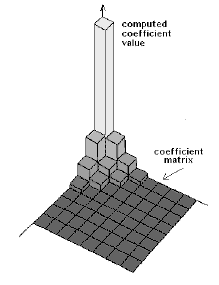 computed
coefficient
value
coefficient
matrix